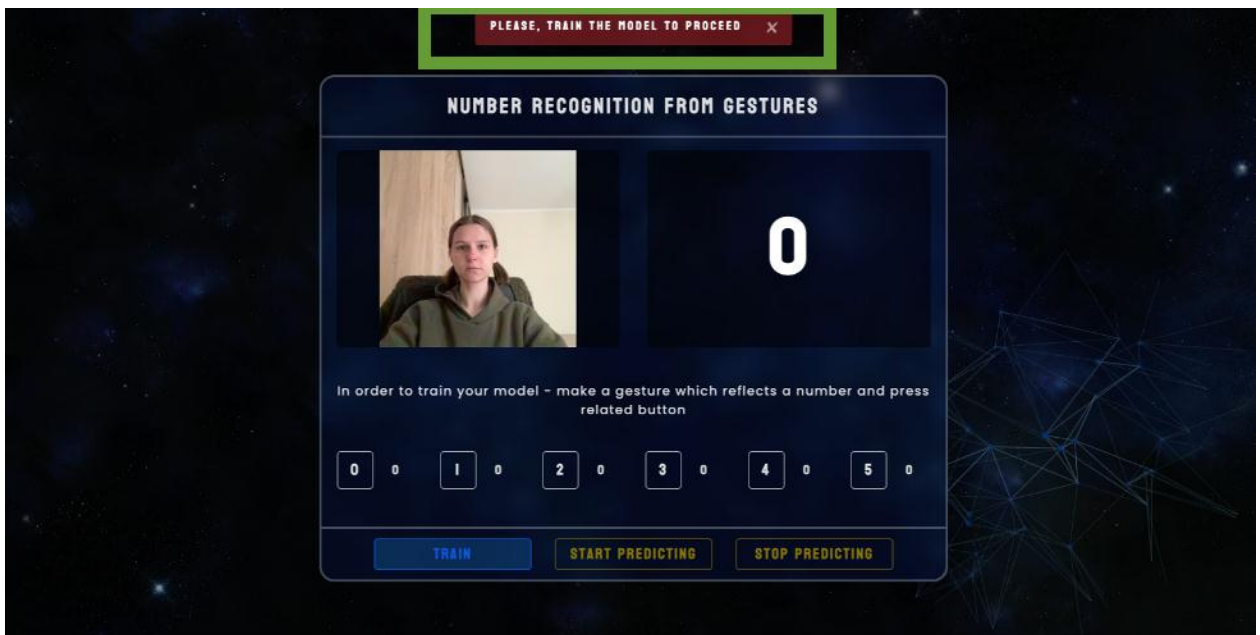 PLEASE, TRAIN THE MODEL TO PROCEED X
NUMBER RECOGNITION FROM GESTURES
0
In order to train your model - make a gesture which reflects a number and press
related button
0 0 1 0 2 0 3 0 4 0 5 0
TRAIN START PREDICTING STOP PREDICTING